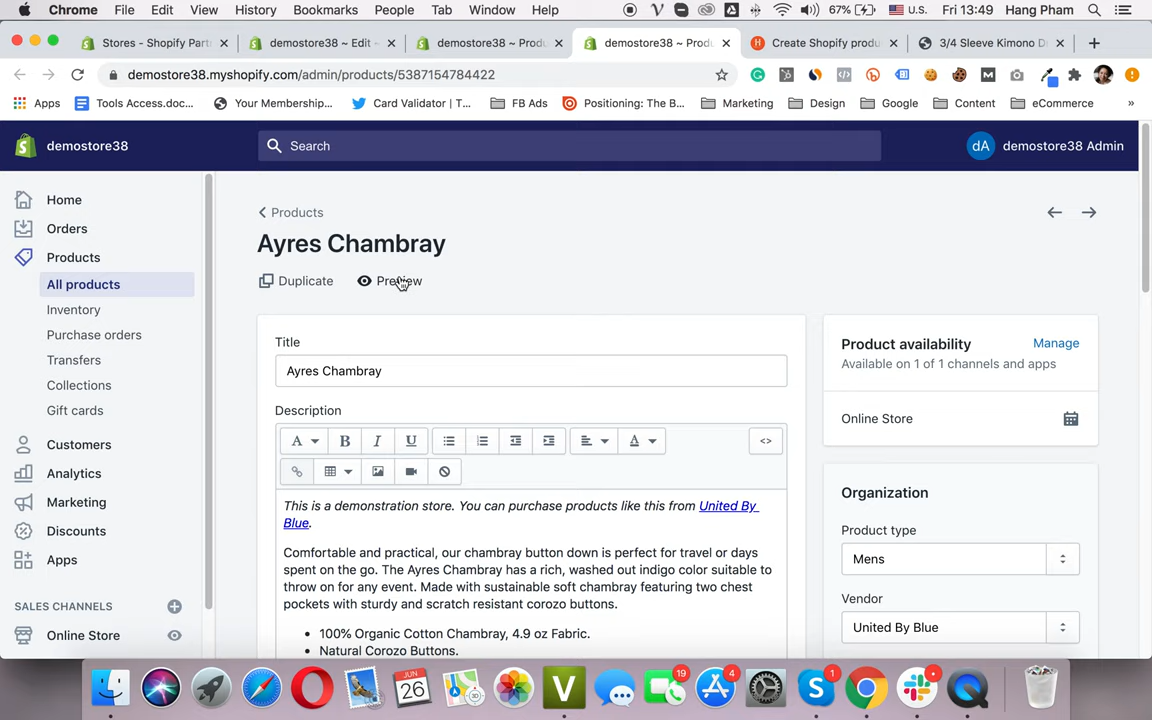 Chrome File Edit View History Bookmarks People Tab Window Help 67% U.S. Fri 13:49 Hang Pham
Stores - Shopify Part demostore38 ~ Edit - demostore38 ~ Produ demostore38 ~ Produ Create Shopify produ 3/4 Sleeve Kimono D
demostore38.myshopify.com/admin/products/5387154784422
Apps Tools Access.doc... Your Membership... Card Validator | T... FB Ads Positioning: The B... Marketing Design Google Content eCommerce »
demostore38 Search dA demostore38 Admin
Home
Orders
Products
All products
Inventory
Purchase orders
Transfers
Collections
Gift cards
Customers
Analytics
Marketing
Discounts
Apps
SALES CHANNELS
Online Store
Products
Ayres Chambray
Duplicate Preview
Title
Ayres Chambray
Description
A B I U A <>
This is a demonstration store. You can purchase products like this from United By
Blue.
Comfortable and practical, our chambray button down is perfect for travel or days
spent on the go. The Ayres Chambray has a rich, washed out indigo color suitable to
throw on for any event. Made with sustainable soft chambray featuring two chest
pockets with sturdy and scratch resistant corozo buttons.
• 100% Organic Cotton Chambray, 4.9 oz Fabric.
• Natural Corozo Buttons.
Product availability Manage
Available on 1 of 1 channels and apps
Online Store
Organization
Product type
Mens
Vendor
United By Blue
JUN
26
V
19
4
1